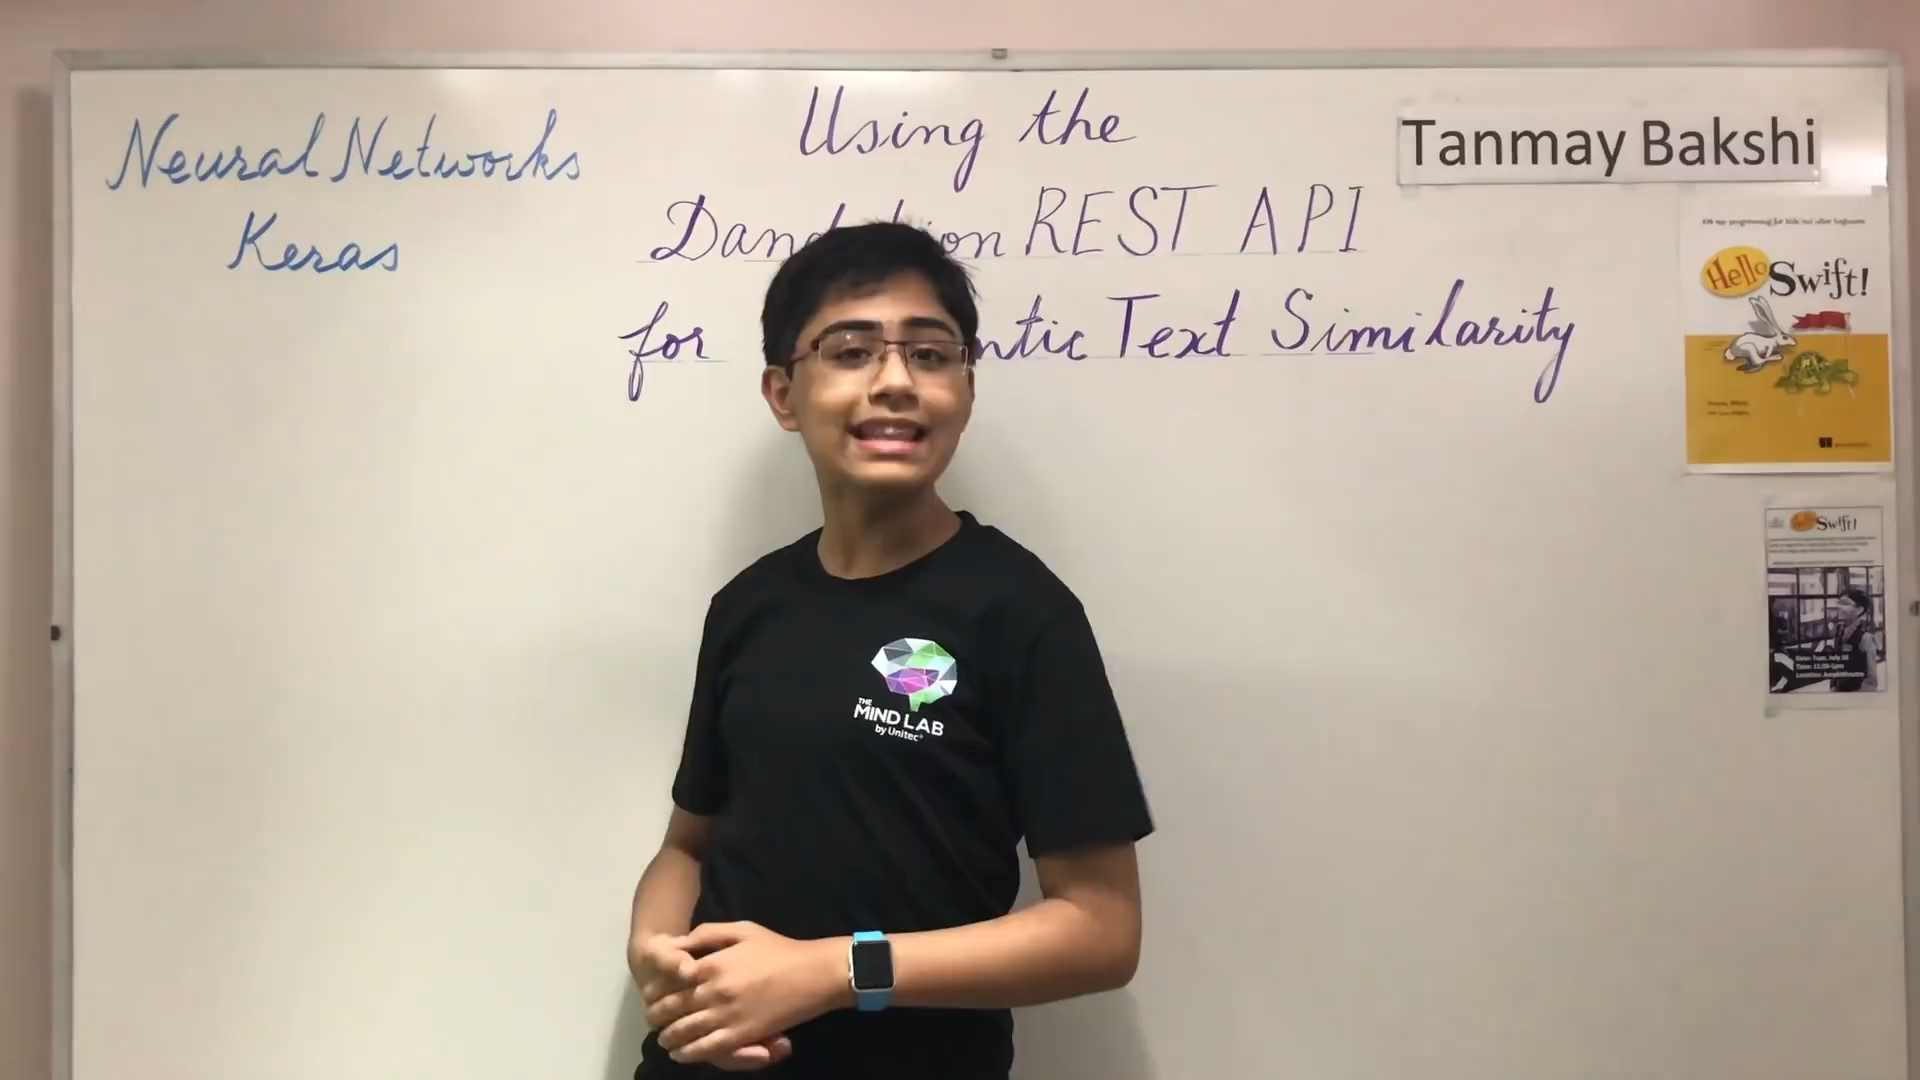 Neural Networks
Keras
Using the
REST API
for Text Similarity
Tanmay Bakshi
Hello Swift!
THE
MIND LAB
by Unitec
Swift!